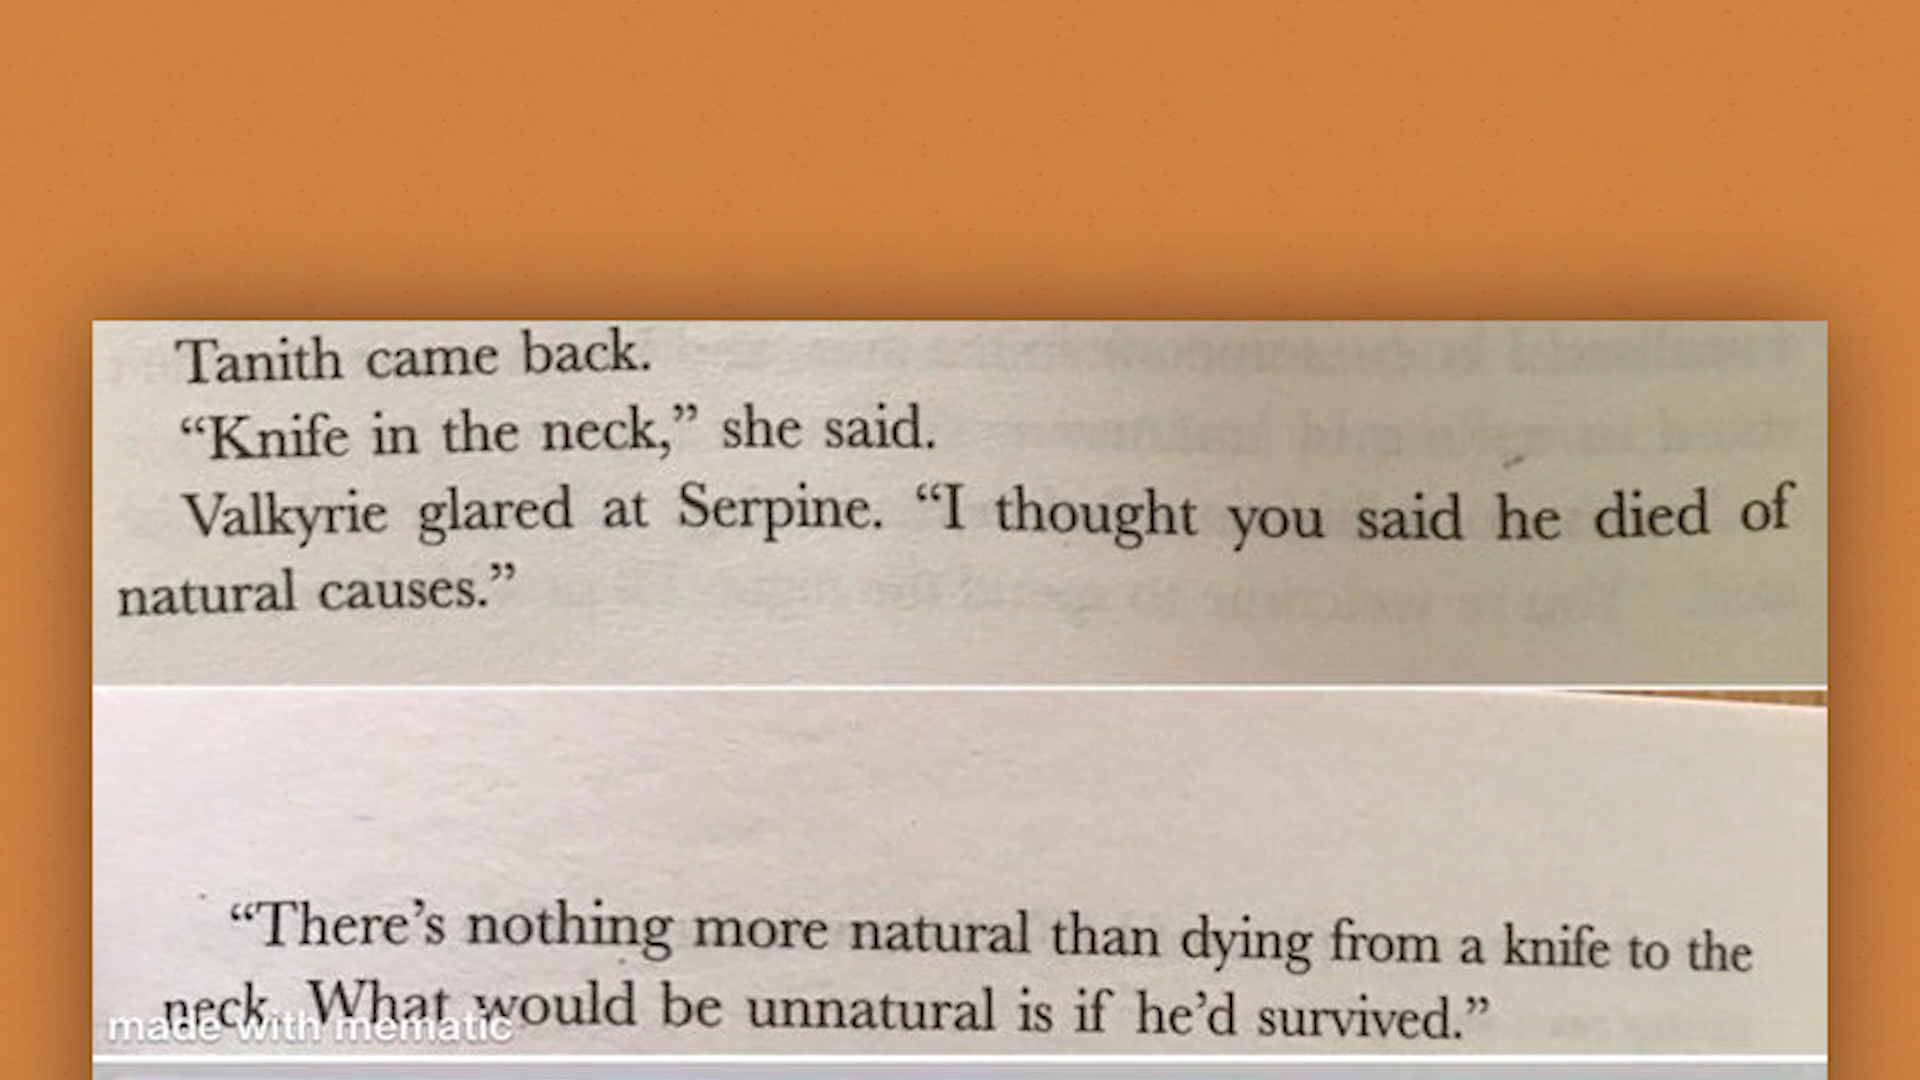 Tanith came back.
“Knife in the neck,” she said.
Valkyrie glared at Serpine. “I thought you said he died of
natural causes.”
“There’s nothing more natural than dying from a knife to the
neck. What would be unnatural is if he’d survived.”
made with mematic